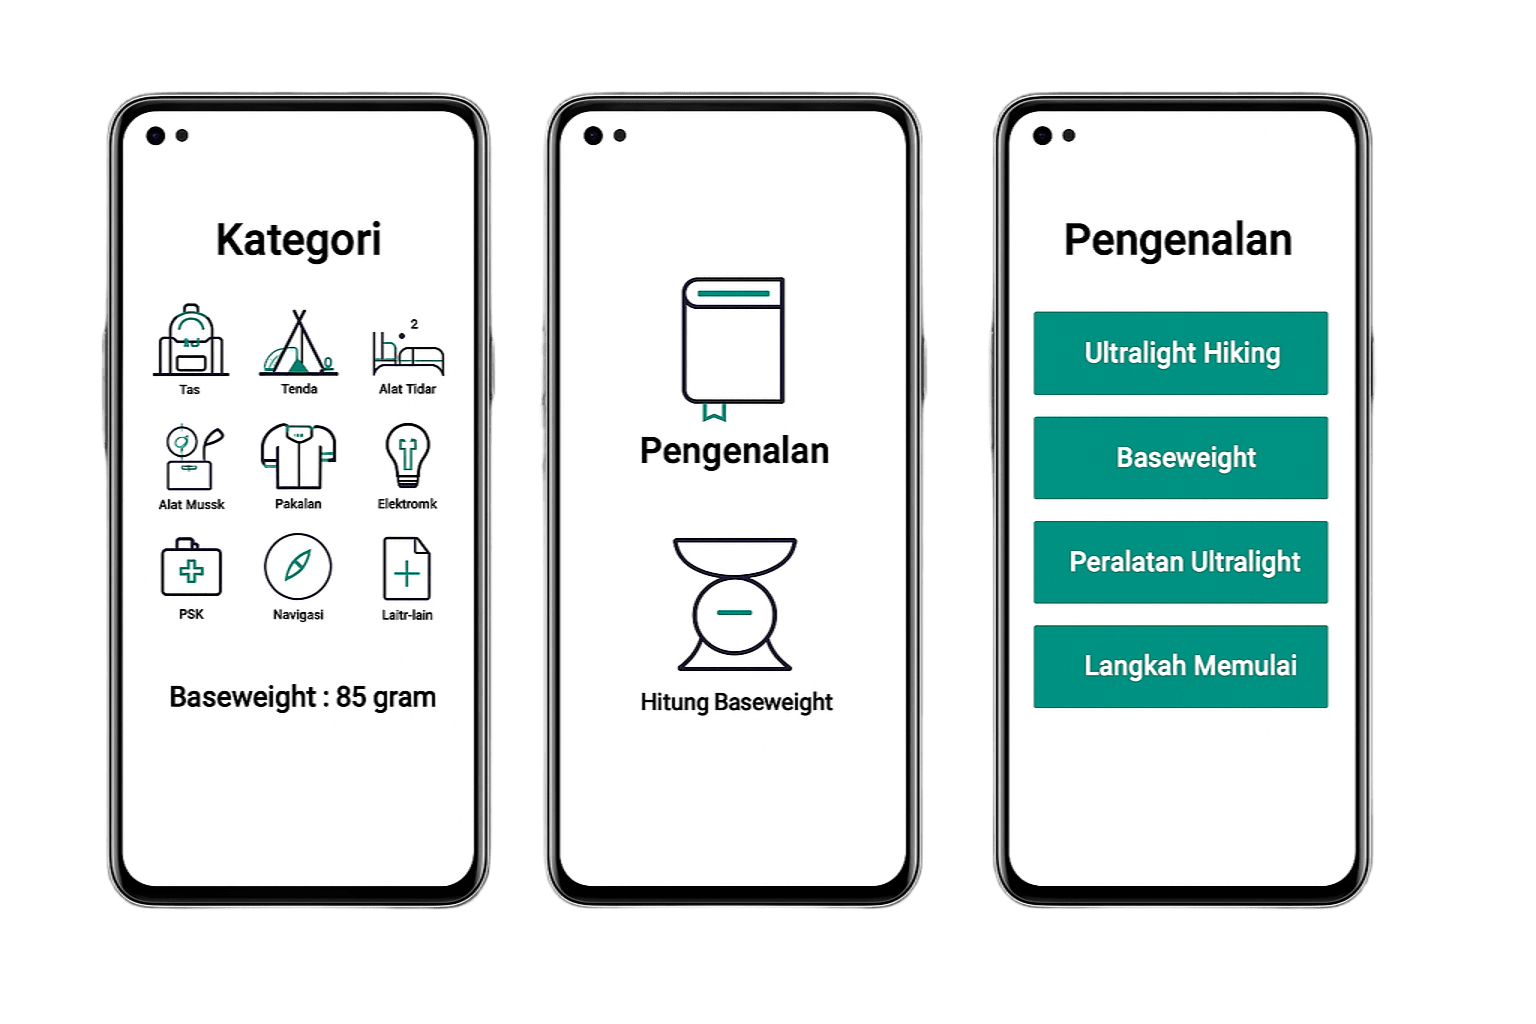 Kategori
2
Tas
Tenda
Alat Tidar
Alat Mussk
Pakalan
Elektromk
PSK
Navigasi
Laitr-lain
Baseweight : 85 gram
Pengenalan
Hitung Baseweight
Pengenalan
Ultralight Hiking
Baseweight
Peralatan Ultralight
Langkah Memulai